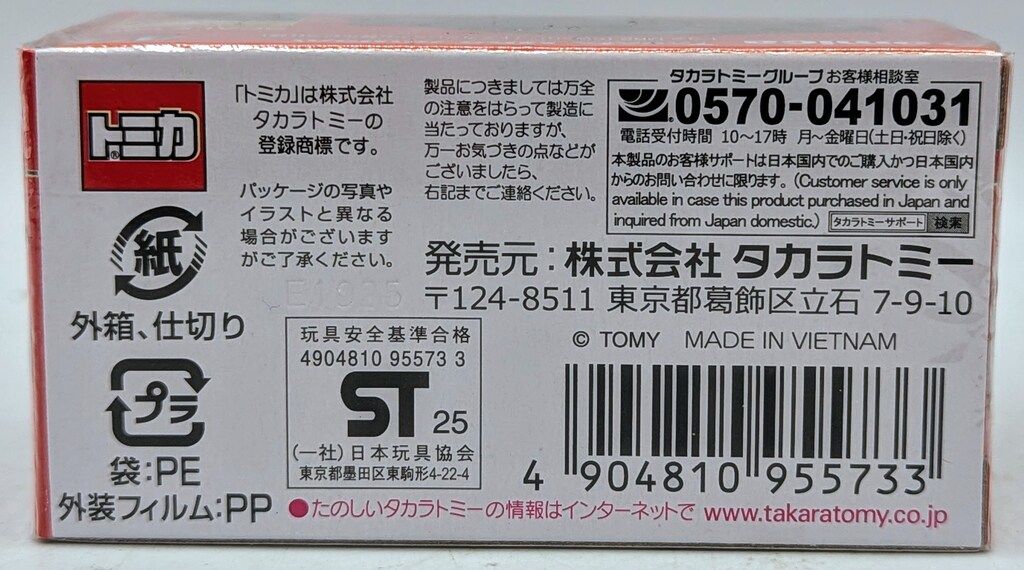 トミカ®
「トミカ」は株式会社
タカラトミーの
登録商標です。
パッケージの写真や
イラストと異なる
場合がございます
がご了承ください。
製品につきましては万全
の注意をはらって製造に
当たっておりますが、
万一お気づきの点などが
ございましたら、
右記までご連絡ください。
タカラトミーグループ お客様相談室
0570-041031
電話受付時間 10〜17時 月〜金曜日(土日・祝日除く)
本製品のお客様サポートは日本国内でのご購入かつ日本国内
からのお問い合わせに限ります。(Customer service is only
available in case this product purchased in Japan and
inquired from Japan domestic.) タカラトミーサポート 検索
発売元:株式会社 タカラトミー
〒124-8511 東京都葛飾区立石 7-9-10
© TOMY MADE IN VIETNAM
紙
外箱、仕切り
プラ
袋:PE
外装フィルム:PP
玩具安全基準合格
4904810 95573 3
ST 25
(一社)日本玩具協会
東京都墨田区東駒形4-22-4
4 904810 955733
●たのしいタカラトミーの情報はインターネットで www.takaratomy.co.jp